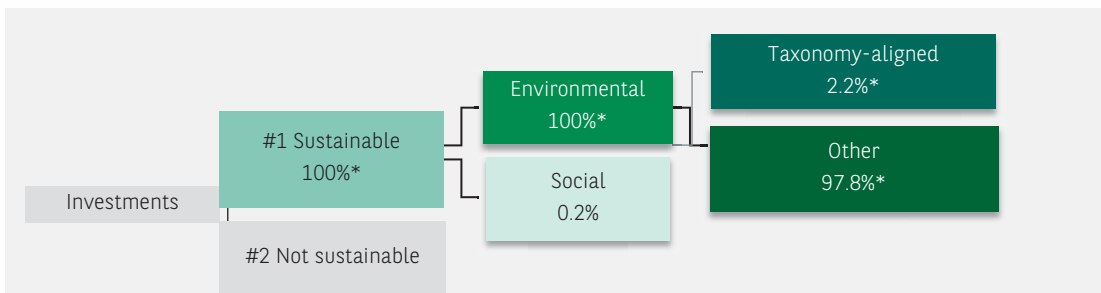 Investments
#1 Sustainable
100%*
#2 Not sustainable
Environmental
100%*
Social
0.2%
Taxonomy-aligned
2.2%*
Other
97.8%*